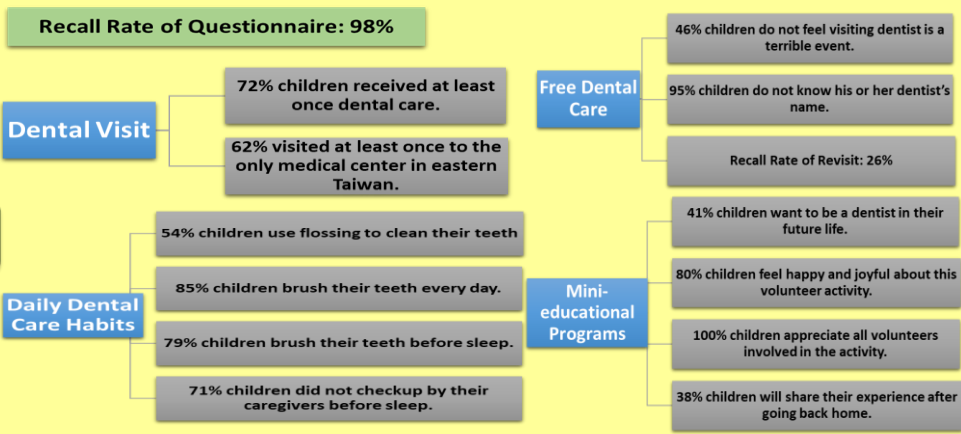 Recall Rate of Questionnaire: 98%
Dental Visit
72% children received at least
once dental care.
62% visited at least once to the
only medical center in eastern
Taiwan.
Daily Dental
Care Habits
54% children use flossing to clean their teeth
85% children brush their teeth every day.
79% children brush their teeth before sleep.
71% children did not checkup by their
caregivers before sleep.
Free Dental
Care
46% children do not feel visiting dentist is a
terrible event.
95% children do not know his or her dentist's
name.
Recall Rate of Revisit: 26%
Mini-
educational
Programs
41% children want to be a dentist in their
future life.
80% children feel happy and joyful about this
volunteer activity.
100% children appreciate all volunteers
involved in the activity.
38% children will share their experience after
going back home.